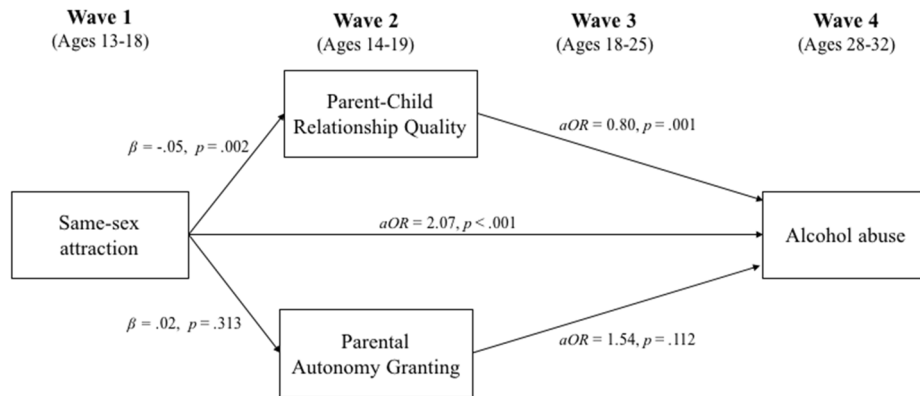 Wave 1
(Ages 13-18)
Wave 2
(Ages 14-19)
Wave 3
(Ages 18-25)
Wave 4
(Ages 28-32)
Parent-Child
Relationship Quality
β = -.05, p = .002
aOR = 0.80, p = .001
Same-sex
attraction
aOR = 2.07, p < .001
Alcohol abuse
β = .02, p = .313
Parental
Autonomy Granting
aOR = 1.54, p = .112